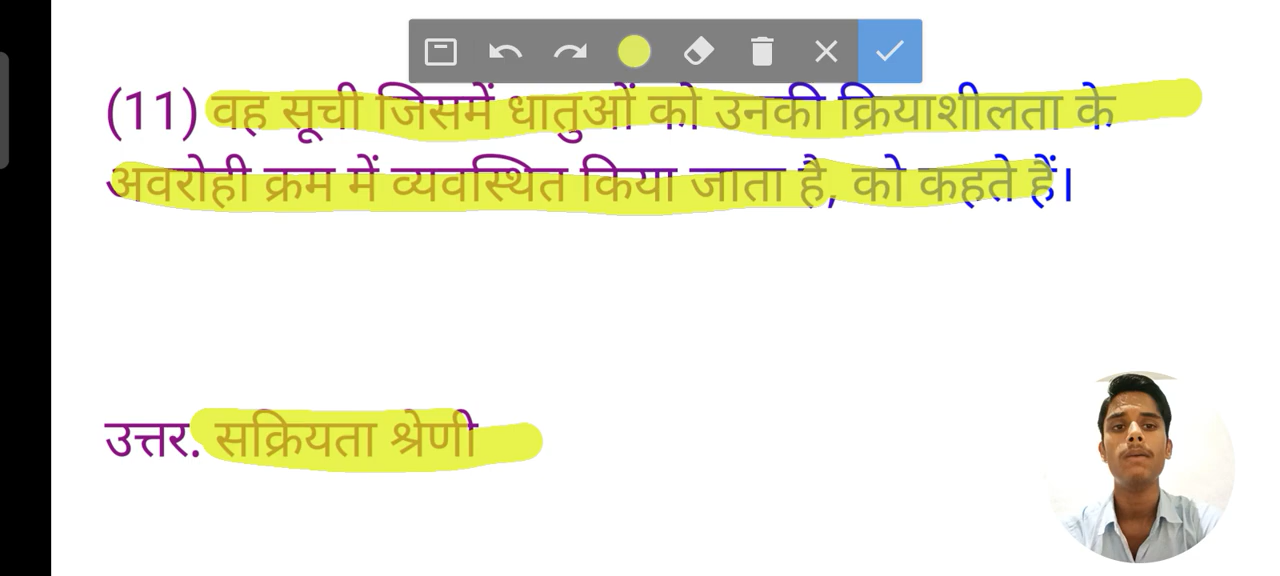 (11) वह सूची जिसमें धातुओं को उनकी क्रियाशीलता के
अवरोही क्रम में व्यवस्थित किया जाता है, को कहते हैं।
उत्तर. सक्रियता श्रेणी